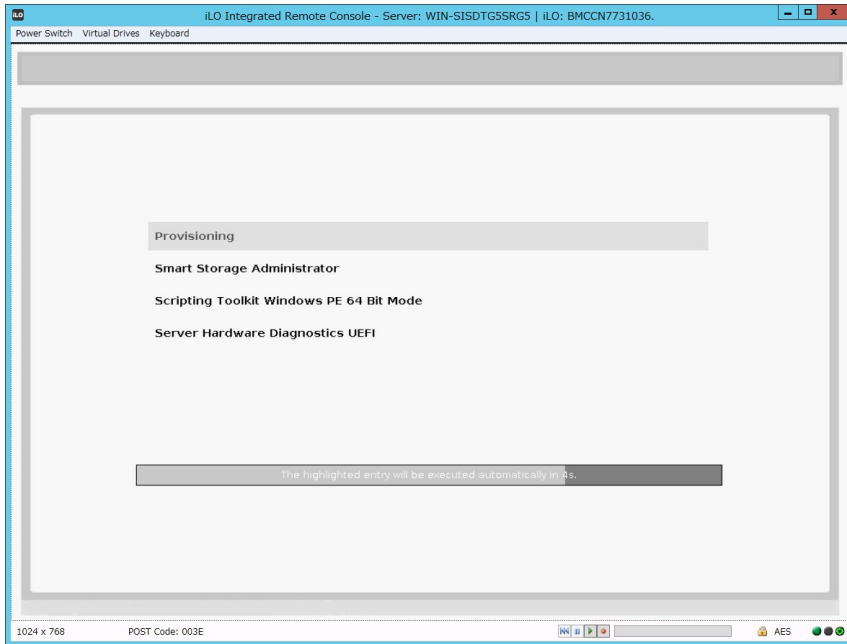 iLO
iLO Integrated Remote Console - Server: WIN-SISDTG5SRG5 | iLO: BMCCN7731036.
Power Switch Virtual Drives Keyboard
Provisioning
Smart Storage Administrator
Scripting Toolkit Windows PE 64 Bit Mode
Server Hardware Diagnostics UEFI
The highlighted entry will be executed automatically in 4s.
1024 x 768 POST Code: 003E AES